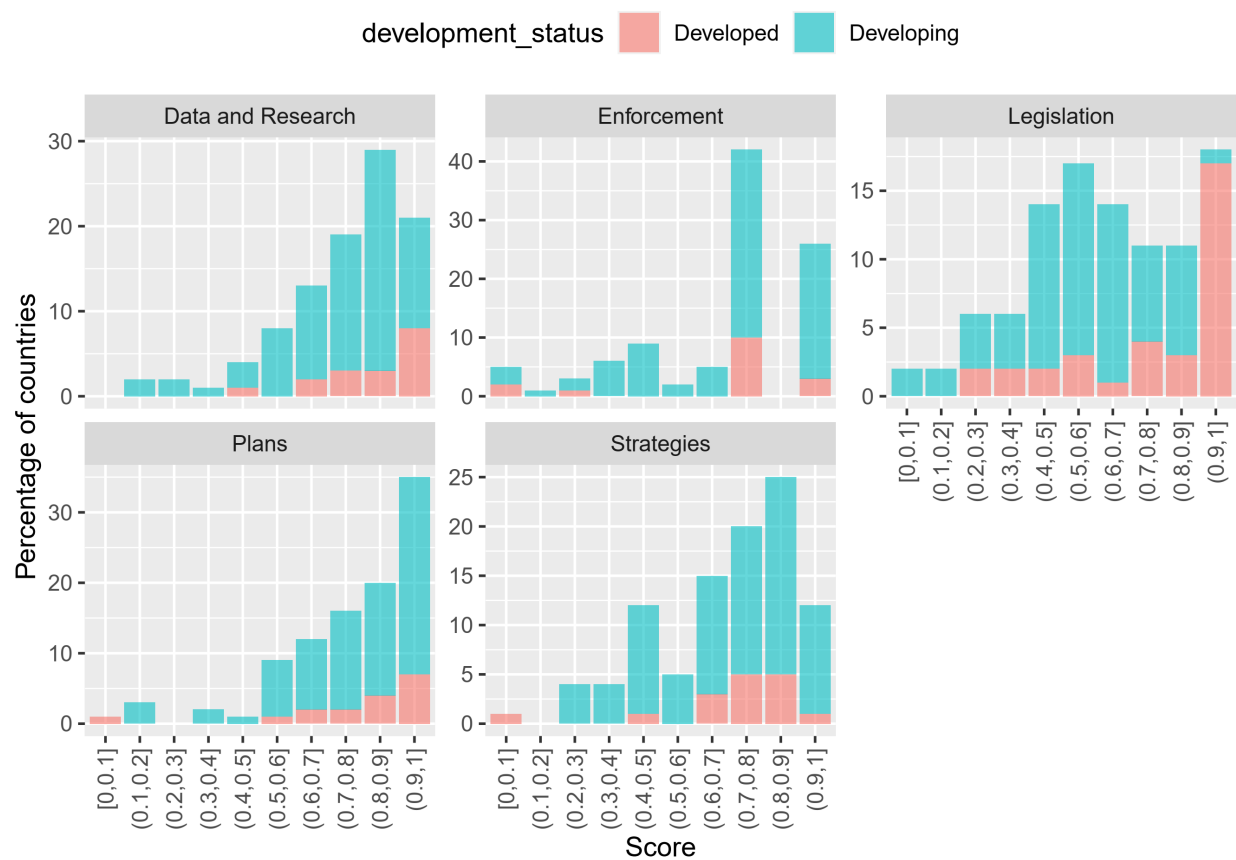 development_status Developed Developing
Data and Research Enforcement Legislation
Percentage of countries
30
20
10
0
40
30
20
10
0
15
10
5
0
[0,0.1] (0.1,0.2] (0.2,0.3] (0.3,0.4] (0.4,0.5] (0.5,0.6] (0.6,0.7] (0.7,0.8] (0.8,0.9] (0.9,1]
Plans Strategies
30
20
10
0
25
20
15
10
5
0
[0,0.1] (0.1,0.2] (0.2,0.3] (0.3,0.4] (0.4,0.5] (0.5,0.6] (0.6,0.7] (0.7,0.8] (0.8,0.9] (0.9,1]
[0,0.1] (0.1,0.2] (0.2,0.3] (0.3,0.4] (0.4,0.5] (0.5,0.6] (0.6,0.7] (0.7,0.8] (0.8,0.9] (0.9,1]
Score